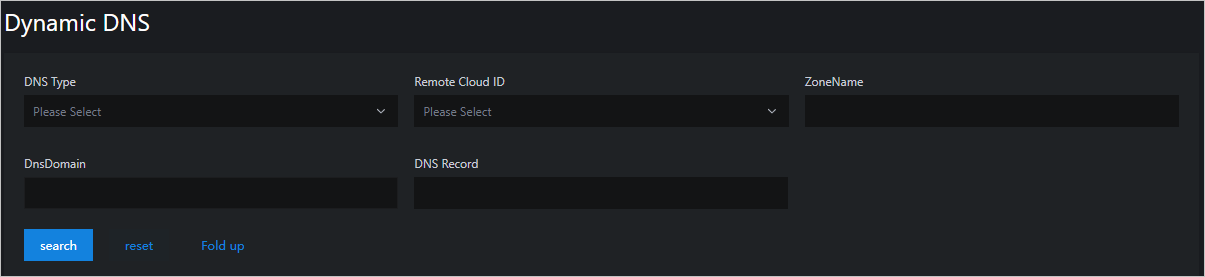 Dynamic DNS
DNS Type Remote Cloud ID ZoneName
Please Select Please Select
DnsDomain DNS Record
search reset Fold up